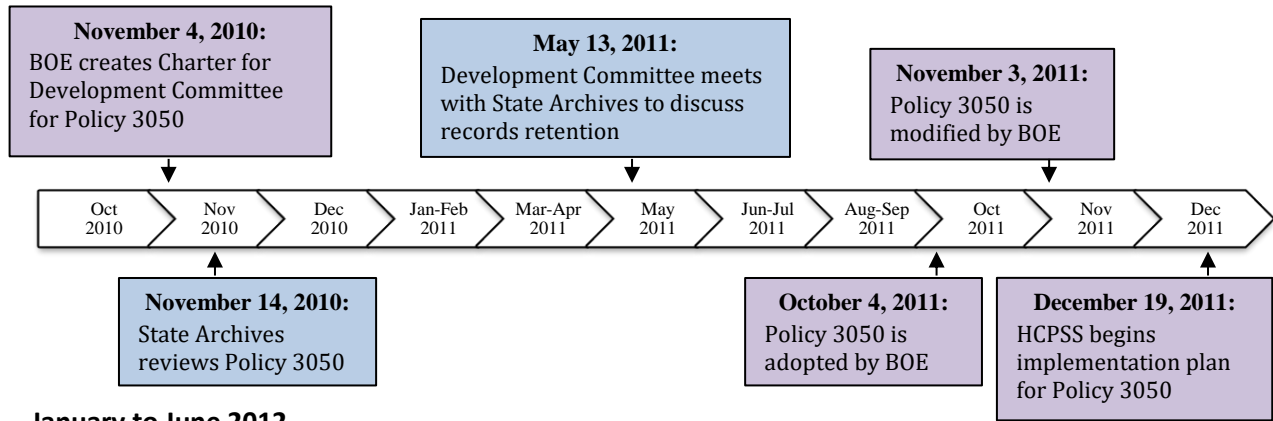 November 4, 2010:
BOE creates Charter for
Development Committee
for Policy 3050
May 13, 2011:
Development Committee meets
with State Archives to discuss
records retention
November 3, 2011:
Policy 3050 is
modified by BOE
Oct
2010
Nov
2010
Dec
2010
Jan-Feb
2011
Mar-Apr
2011
May
2011
Jun-Jul
2011
Aug-Sep
2011
Oct
2011
Nov
2011
Dec
2011
November 14, 2010:
State Archives
reviews Policy 3050
October 4, 2011:
Policy 3050 is
adopted by BOE
December 19, 2011:
HCPSS begins
implementation plan
for Policy 3050
January to June 2012